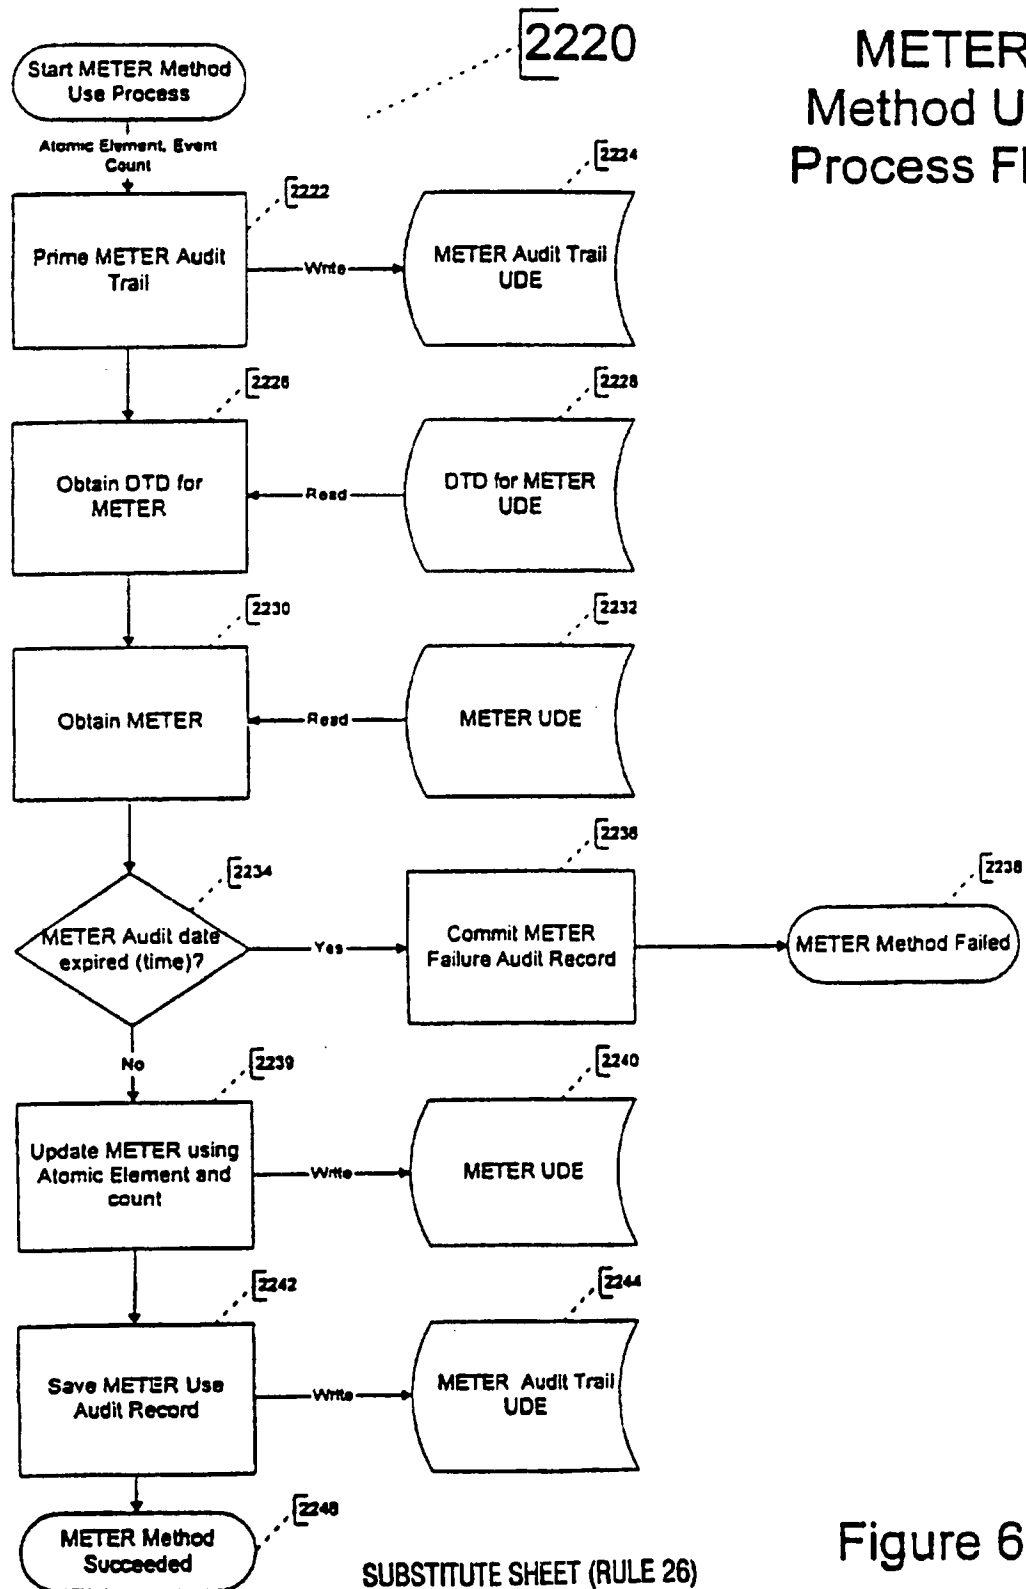 2220
METER
Method U
Process Fl
Start METER Method
Use Process
Atomic Element, Event
Count
2222
Prime METER Audit
Trail
Write
2224
METER Audit Trail
UDE
2226
Obtain DTD for
METER
Read
2228
DTD for METER
UDE
2230
Obtain METER
Read
2232
METER UDE
2234
METER Audit date
expired (time)?
Yes
2236
Commit METER
Failure Audit Record
2238
METER Method Failed
No
2239
Update METER using
Atomic Element and
count
Write
2240
METER UDE
2242
Save METER Use
Audit Record
Write
2244
METER Audit Trail
UDE
2246
METER Method
Succeeded
SUBSTITUTE SHEET (RULE 26)
Figure 6